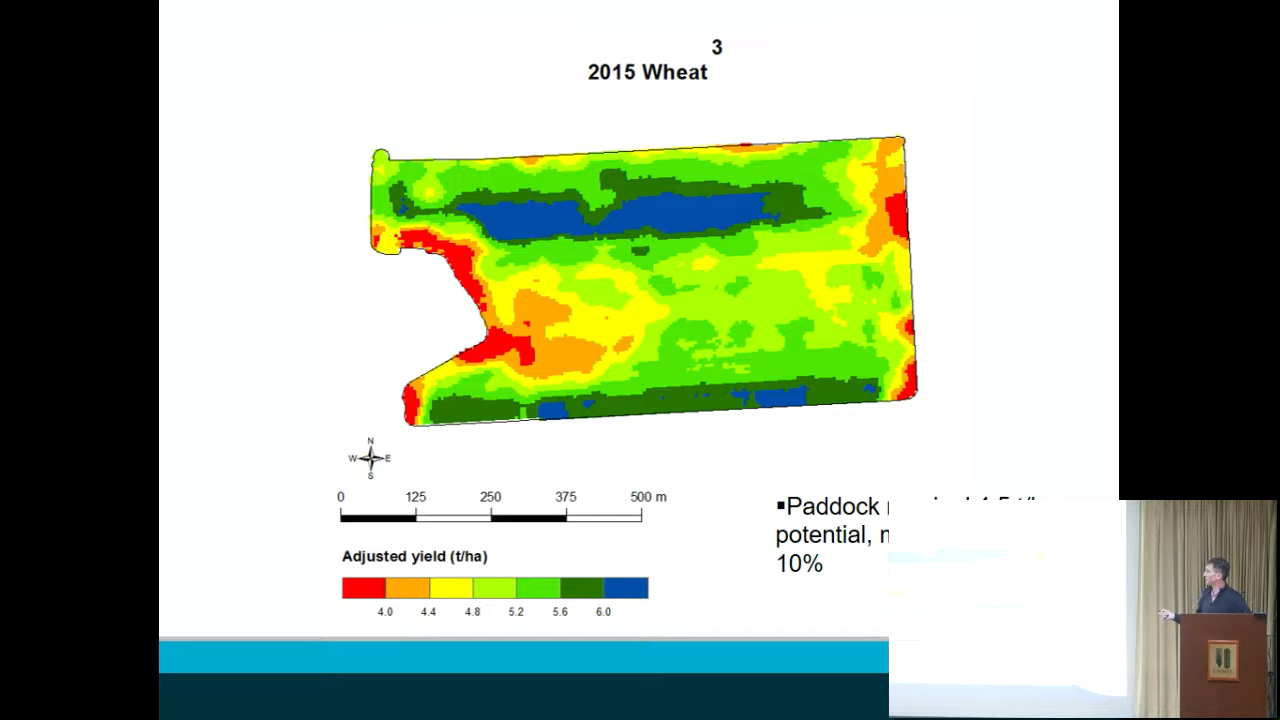 3
2015 Wheat
N
W E
S
0 125 250 375 500 m
Adjusted yield (t/ha)
4.0 4.4 4.8 5.2 5.6 6.0
▪Paddock
potential,
10%